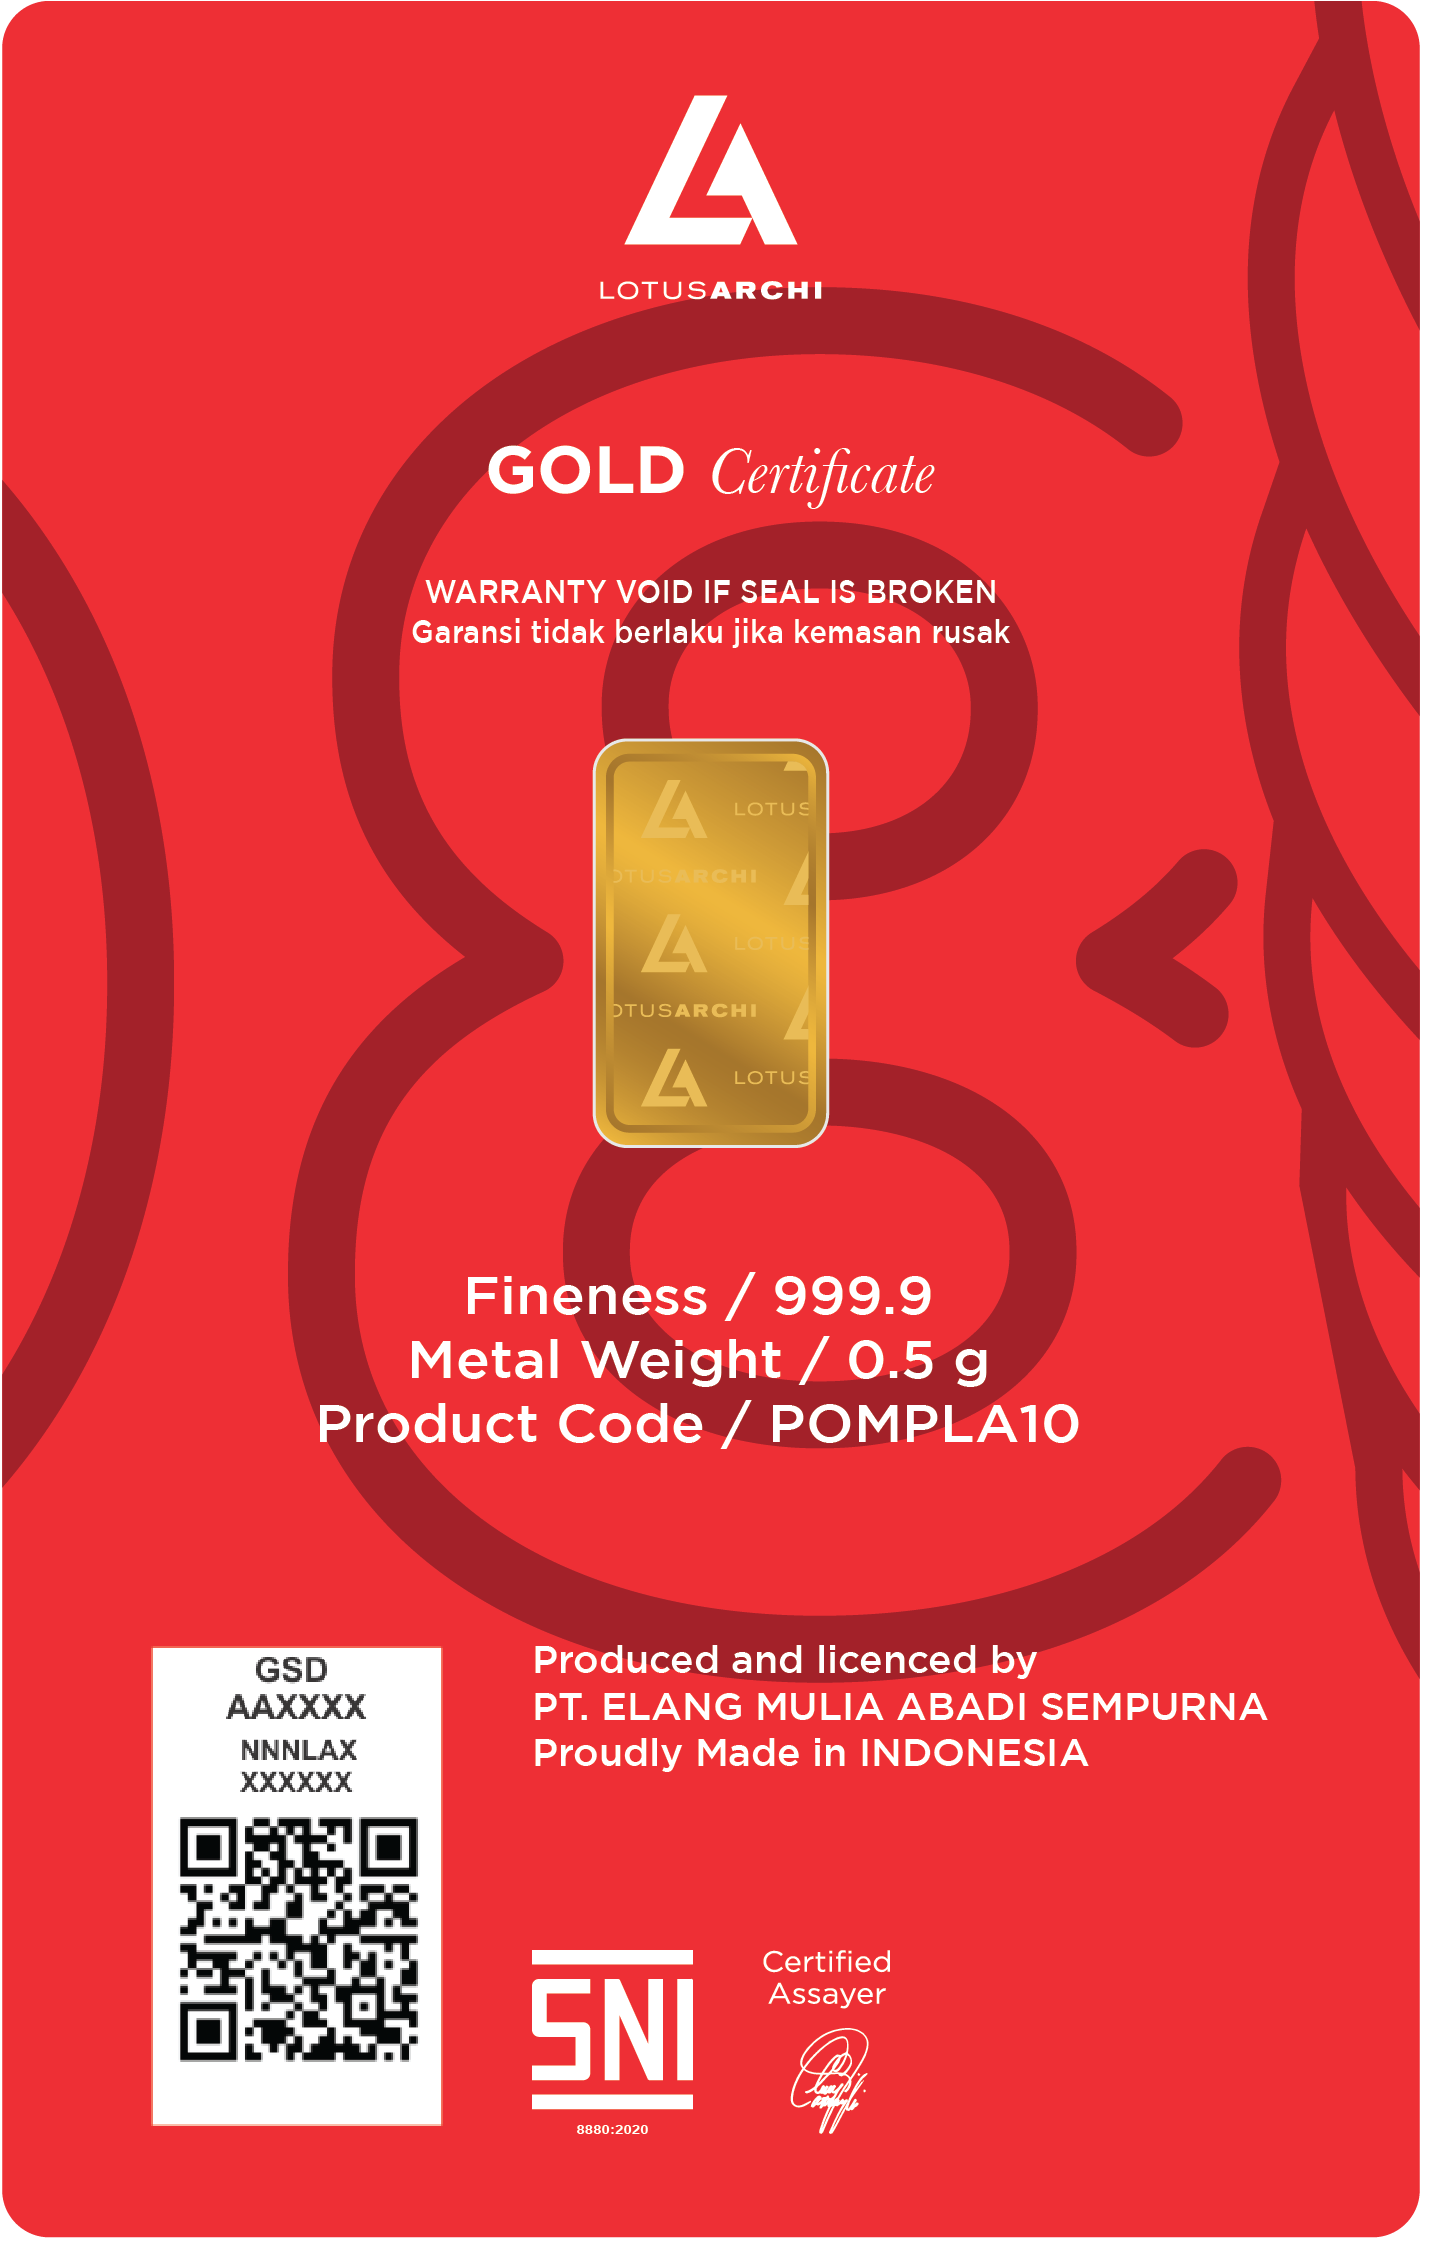 LOTUSARCHI
GOLD Certificate
WARRANTY VOID IF SEAL IS BROKEN
Garansi tidak berlaku jika kemasan rusak
LOTUS
OTUSARCHI
LOTUS
OTUSARCHI
LOTUS
Fineness / 999.9
Metal Weight / 0.5 g
Product Code / POMPLA10
GSD
AAXXXX
NNNLAX
XXXXXX
Produced and licenced by
PT. ELANG MULIA ABADI SEMPURNA
Proudly Made in INDONESIA
SNI
8880:2020
Certified
Assayer